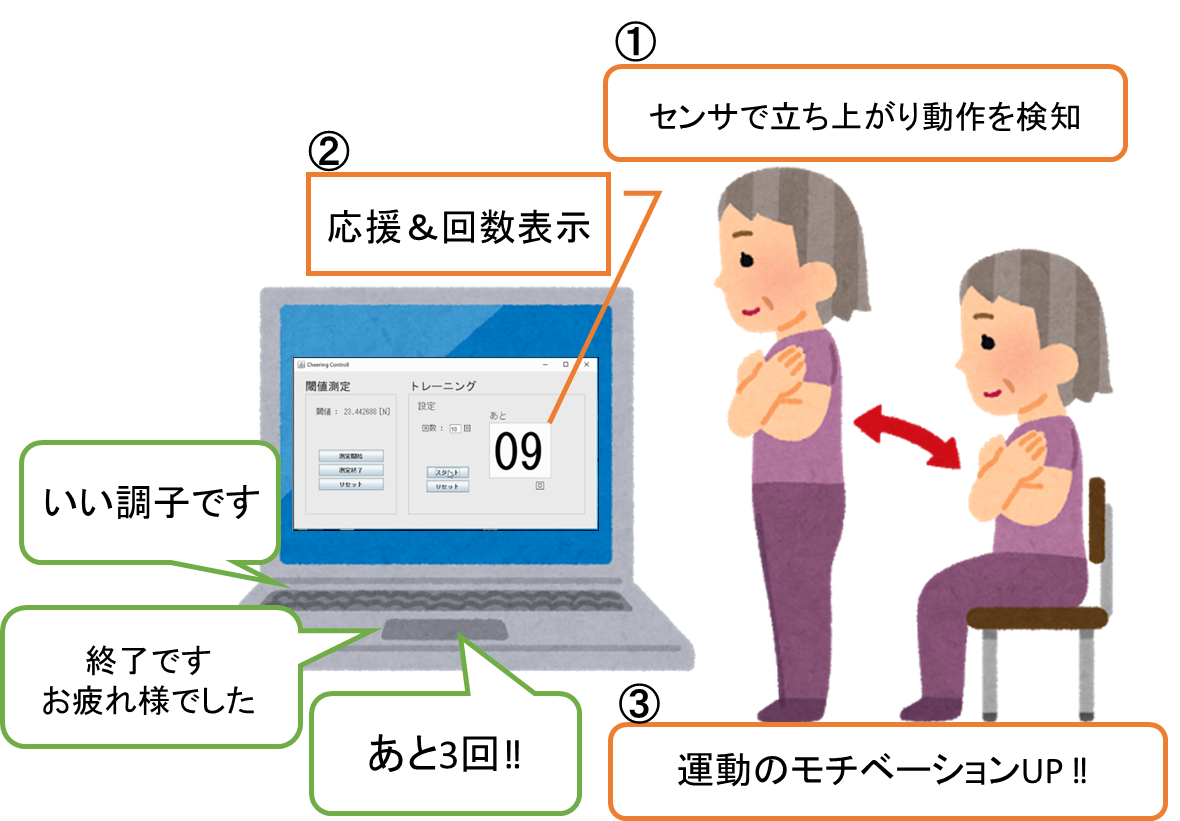 ①
センサで立ち上がり動作を検知
②
応援＆回数表示
Cheering Controll
閾値測定
閾値： 23.442688 [N]
測定開始
測定終了
リセット
トレーニング
設定
回数： 10 回
スタート
リセット
あと
09
回
いい調子です
終了です
お疲れ様でした
あと3回!!
③
運動のモチベーションUP !!